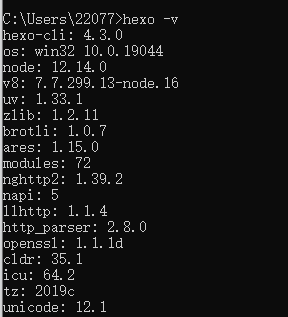 C:\Users\22077>hexo -v
hexo-cli: 4.3.0
os: win32 10.0.19044
node: 12.14.0
v8: 7.7.299.13-node.16
uv: 1.33.1
zlib: 1.2.11
brotli: 1.0.7
ares: 1.15.0
modules: 72
nghttp2: 1.39.2
napi: 5
llhttp: 1.1.4
http_parser: 2.8.0
openssl: 1.1.1d
cldr: 35.1
icu: 64.2
tz: 2019c
unicode: 12.1